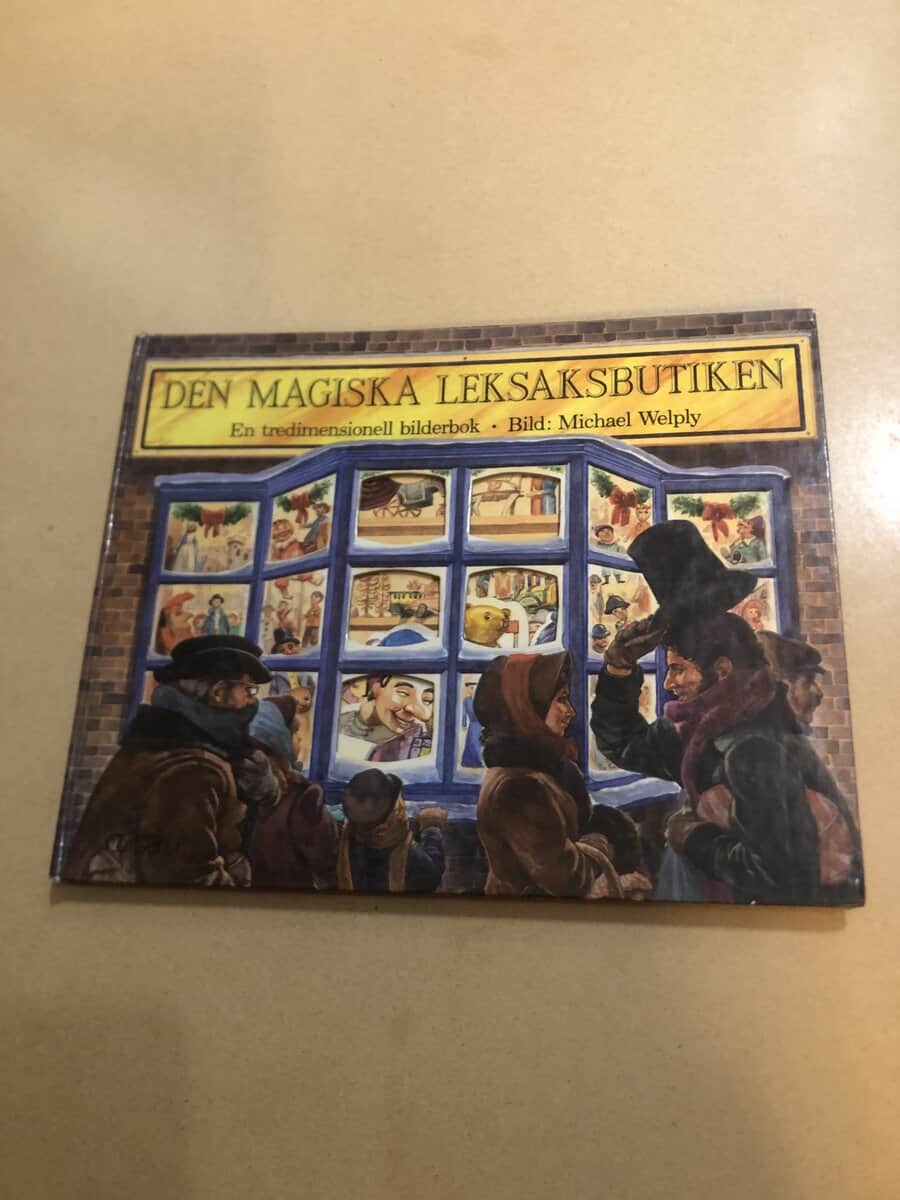 DEN MAGISKA LEKSAKSBUTIKEN
En tredimensionell bilderbok · Bild: Michael Welply